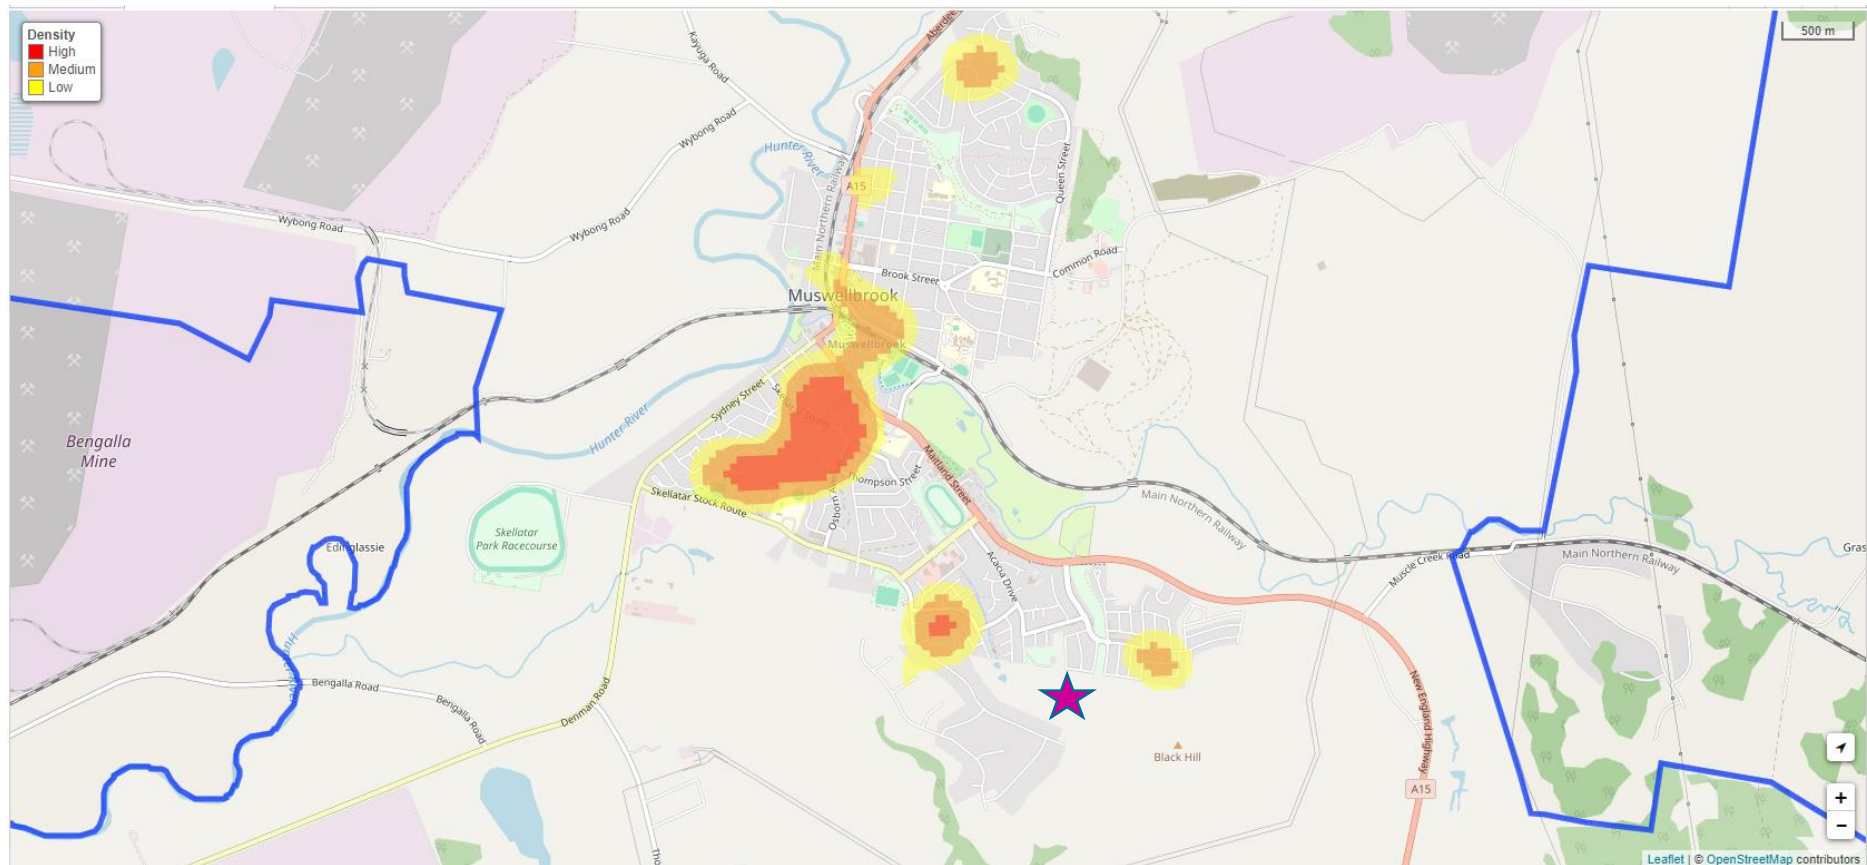 Density
High
Medium
Low
500 m
Kayuga Road
Wybong Road
Hunter River
A15
Main Northern Railway
Queen Street
Wybong Road
Wybong Road
Common Road
Brook Street
Muswellbrook
Muswellbrook
Sydney Street
Hunter River
Bengalla
Mine
Maitland Street
Thompson Street
Skellatar Stock Route
Skellatar
Park Racecourse
Main Northern Railway
Edinglassie
Acacia Drive
Muscle Creek Road
Main Northern Railway
Bengalla Road
Bengalla Road
Denman Road
New England Highway
Black Hill
A15
+
−
Leaflet | © OpenStreetMap contributors